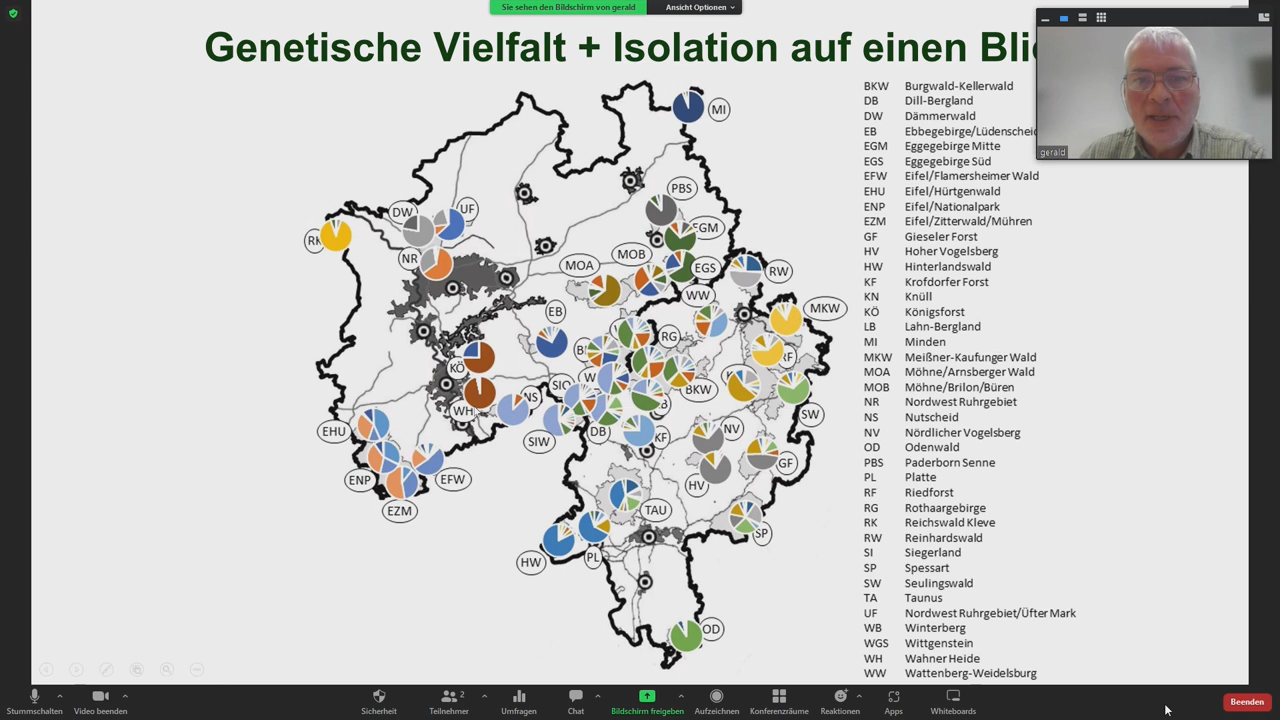 Sie sehen den Bildschirm von gerald
Ansicht Optionen
Genetische Vielfalt + Isolation auf einen
gerald
MI
PBS
DW
UF
NR
EGM
MOB
MOA
EGS
RW
WW
MKW
EB
RG
RF
KÖ
BKW
SW
WH
NS
SIW
DB
KF
NV
GF
EHU
ENP
EFW
EZM
HV
TAU
SP
HW
PL
OD
BKW Burgwald-Kellerwald
DB Dill-Bergland
DW Dämmerwald
EB
EGM Eggegebirge Mitte
EGS Eggegebirge Süd
EFW Eifel/Flamersheimer Wald
EHU Eifel/Hürtgenwald
ENP Eifel/Nationalpark
EZM Eifel/Zitterwald/Mühren
GF Gieseler Forst
HV Hoher Vogelsberg
HW Hinterlandswald
KF Krofdorfer Forst
KN Knüll
KÖ Königsforst
LB Lahn-Bergland
MI Minden
MKW Meißner-Kaufunger Wald
MOA Möhne/Arnsberger Wald
MOB Möhne/Brilon/Büren
NR Nordwest Ruhrgebiet
NS Nutscheid
NV Nördlicher Vogelsberg
OD Odenwald
PBS Paderborn Senne
PL Platte
RF Riedforst
RG Rothaargebirge
RK Reichswald Kleve
RW Reinhardswald
SI Siegerland
SP Spessart
SW Seulingswald
TA Taunus
UF Nordwest Ruhrgebiet/Üfter Mark
WB Winterberg
WGS Wittgenstein
WH Wahner Heide
WW Wattenberg-Weidelsburg
Stummschalten
Video beenden
Sicherheit
Teilnehmer
2
Umfragen
Chat
Bildschirm freigeben
Aufzeichnen
Konferenzräume
Reaktionen
Apps
Whiteboards
Beenden